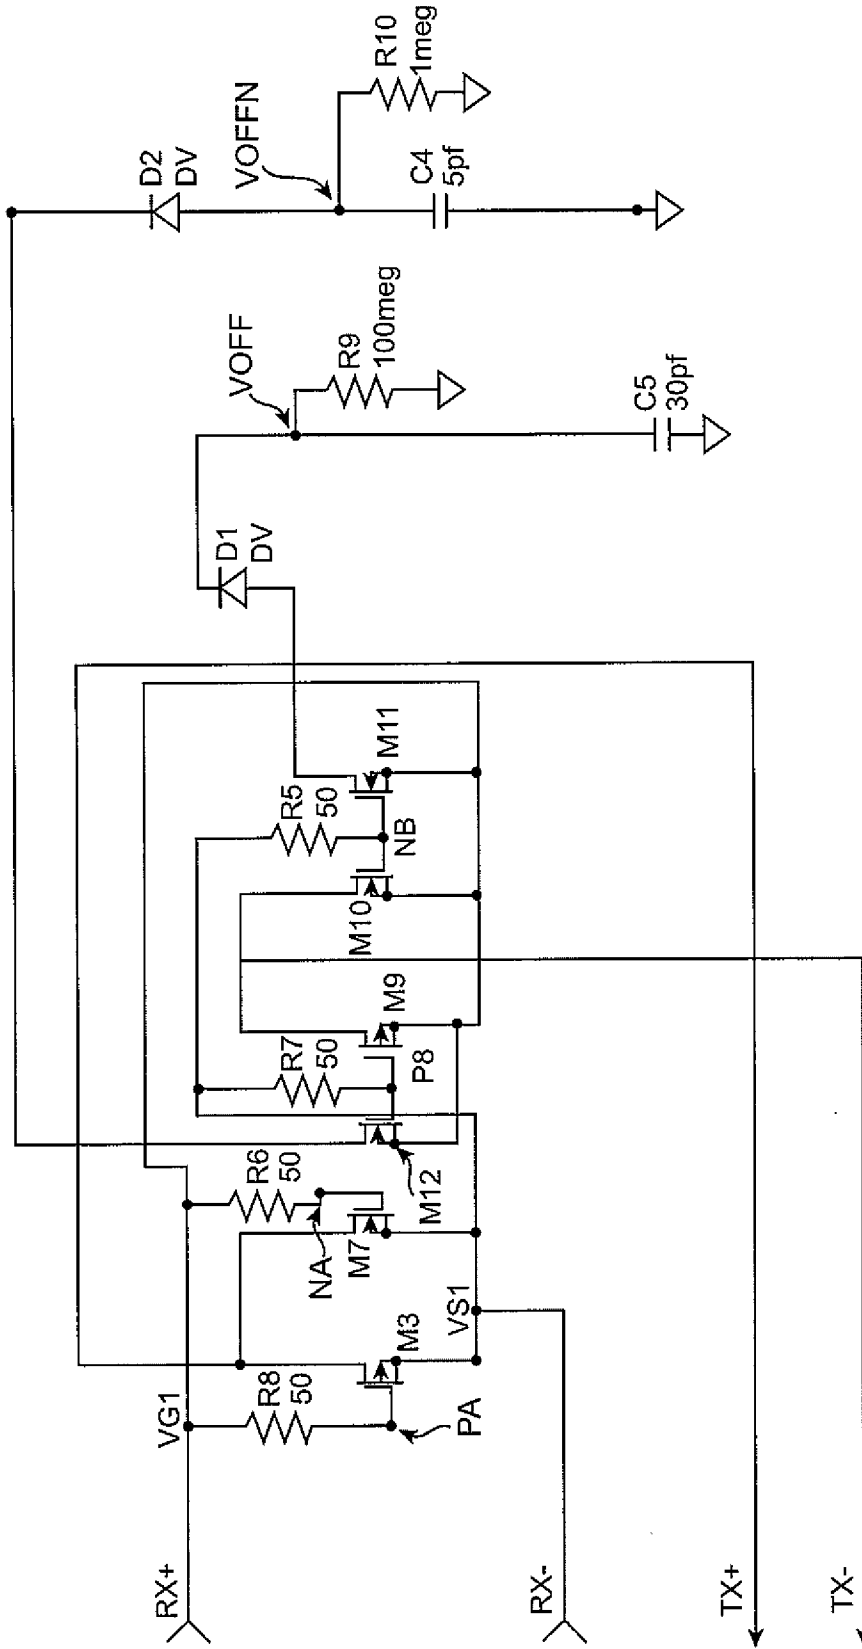 RX+
RX-
TX+
TX-
VG1
R8
50
PA
M3
VS1
R6
50
NA
M7
M12
R7
50
P8
M9
M10
NB
R5
50
M11
D1
DV
VOFF
R9
100meg
C5
30pf
D2
DV
VOFFN
C4
5pf
R10
1meg